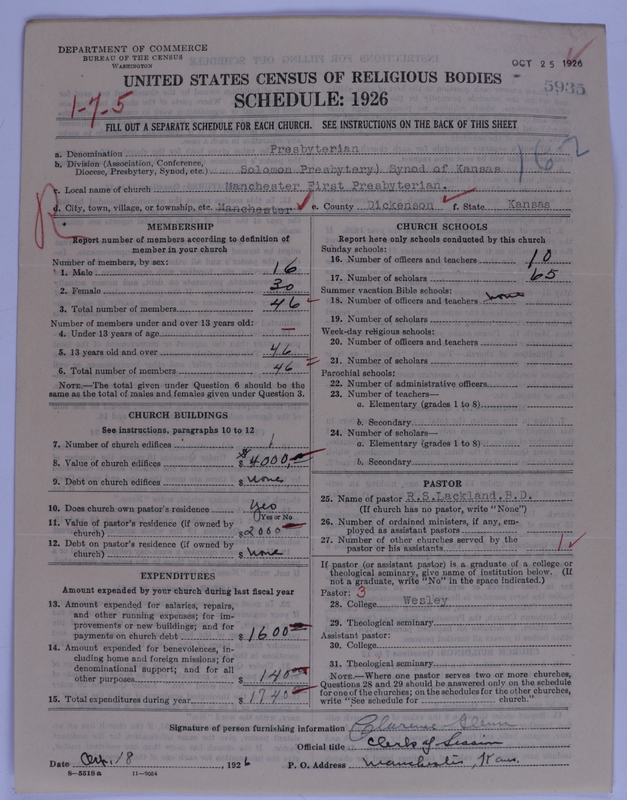 DEPARTMENT OF COMMERCE
BUREAU OF THE CENSUS
WASHINGTON
OCT 25 1926
5935
UNITED STATES CENSUS OF RELIGIOUS BODIES
SCHEDULE: 1926
1-7-5
FILL OUT A SEPARATE SCHEDULE FOR EACH CHURCH. SEE INSTRUCTIONS ON THE BACK OF THIS SHEET
162
a. Denomination Presbyterian
b. Division (Association, Conference, Diocese, Presbytery, Synod, etc.) Solomon Presbytery) Synod of Kansas
c. Local name of church Manchester First Presbyterian.
d. City, town, village, or township, etc. Manchester e. County Dickenson f. State Kansas
MEMBERSHIP
Report number of members according to definition of
member in your church
Number of members, by sex:
1. Male 16
2. Female 30
3. Total number of members 46
Number of members under and over 13 years old:
4. Under 13 years of age —
5. 13 years old and over 46
6. Total number of members 46
NOTE.—The total given under Question 6 should be the
same as the total of males and females given under Question 3.
CHURCH BUILDINGS
See instructions, paragraphs 10 to 12
7. Number of church edifices 1
8. Value of church edifices $ 4000
9. Debt on church edifices $ none
10. Does church own pastor's residence Yes
(Yes or No)
11. Value of pastor's residence (if owned by
church) $ 2000
12. Debt on pastor's residence (if owned by
church) $ none
EXPENDITURES
Amount expended by your church during last fiscal year
13. Amount expended for salaries, repairs,
and other running expenses; for im-
provements or new buildings; and for
payments on church debt $ 1600
14. Amount expended for benevolences, in-
cluding home and foreign missions; for
denominational support; and for all
other purposes $ 140
15. Total expenditures during year $ 1740
CHURCH SCHOOLS
Report here only schools conducted by this church
Sunday schools:
16. Number of officers and teachers 10
17. Number of scholars 65
Summer vacation Bible schools:
18. Number of officers and teachers none
19. Number of scholars
Week-day religious schools:
20. Number of officers and teachers
21. Number of scholars
Parochial schools:
22. Number of administrative officers
23. Number of teachers—
a. Elementary (grades 1 to 8)
b. Secondary
24. Number of scholars—
a. Elementary (grades 1 to 8)
b. Secondary
PASTOR
25. Name of pastor R.S.Lackland.B.D.
(If church has no pastor, write "None")
26. Number of ordained ministers, if any, em-
ployed as assistant pastors
27. Number of other churches served by the
pastor or his assistants 1
If pastor (or assistant pastor) is a graduate of a college or
theological seminary, give name of institution below. (If
not a graduate, write "No" in the space indicated.)
Pastor: 3
28. College Wesley
29. Theological seminary
Assistant pastor:
30. College
31. Theological seminary
NOTE.—Where one pastor serves two or more churches,
Questions 28 and 29 should be answered only on the schedule
for one of the churches; on the schedules for the other churches,
write "See schedule for church."
Signature of person furnishing information Clarence
Official title Clerk of Session
Date 18, 1926 P. O. Address Manchester, Kans.
8—5518 a 11—9084